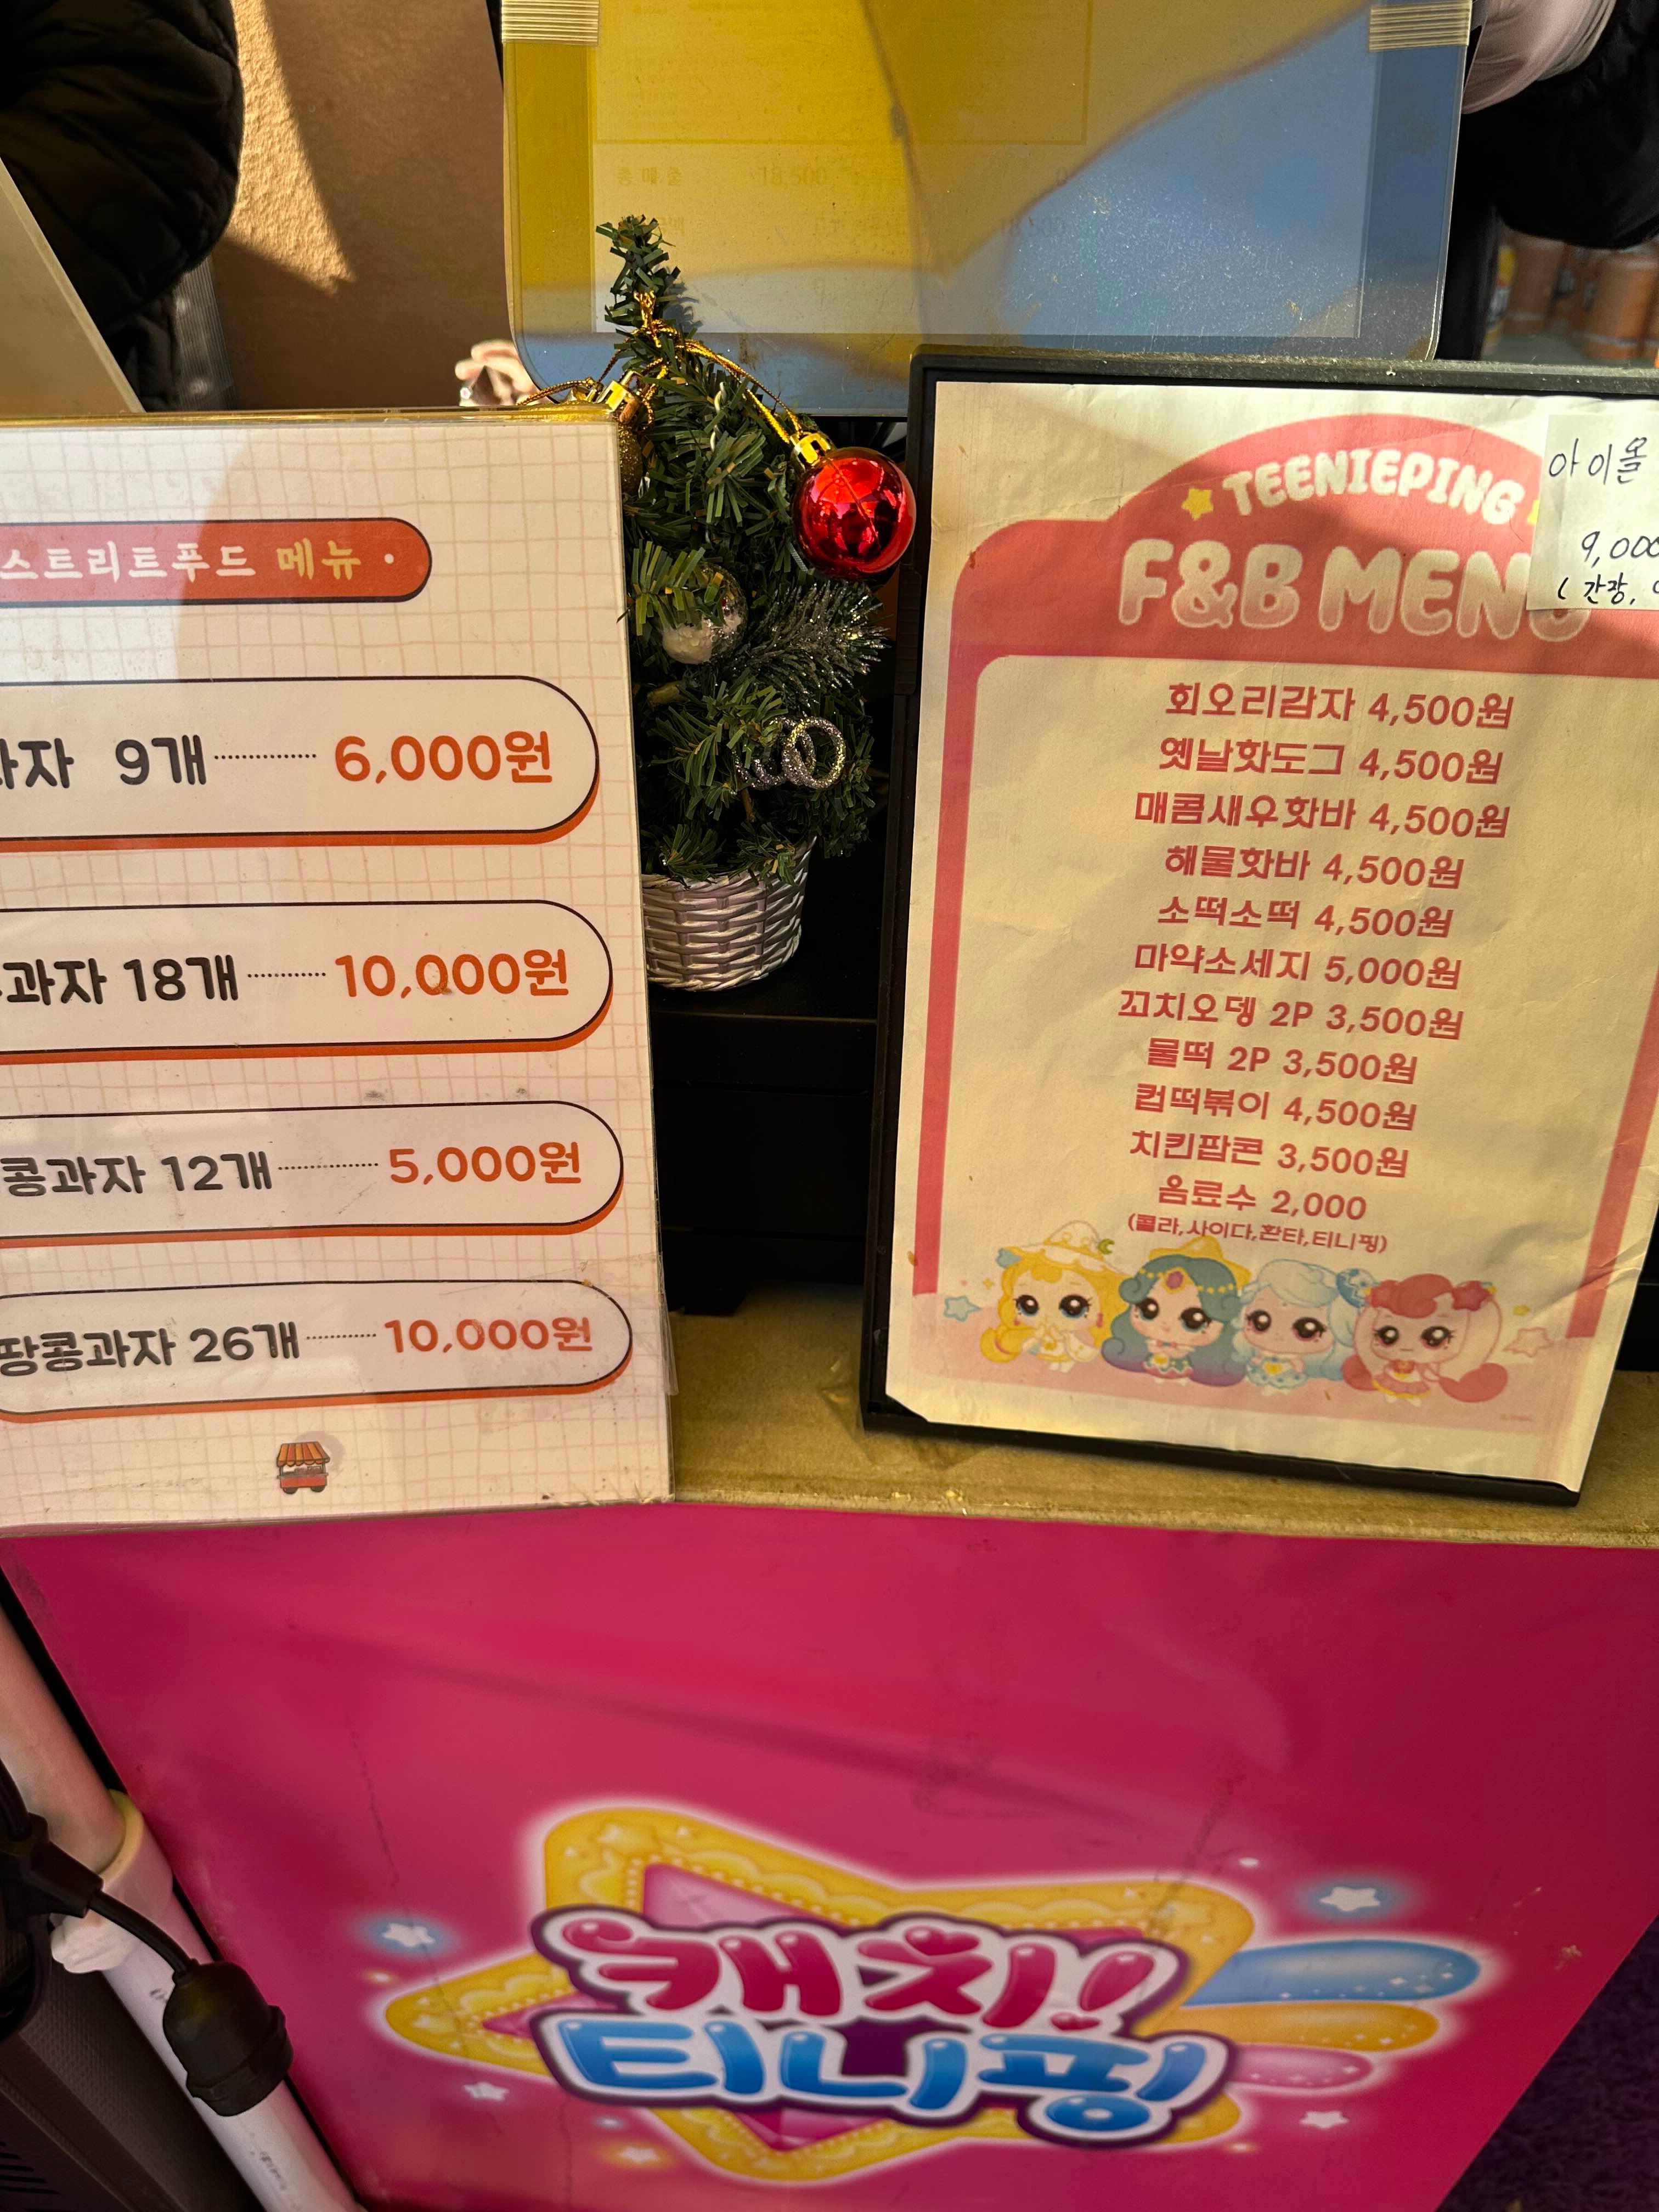 총매출 18,500
스트리트푸드 메뉴
과자 9개 6,000원
과자 18개 10,000원
콩과자 12개 5,000원
땅콩과자 26개 10,000원
TEENIEPING
F&B MENU
아이몰
9,000
(간장,
회오리감자 4,500원
옛날핫도그 4,500원
매콤새우핫바 4,500원
해물핫바 4,500원
소떡소떡 4,500원
마약소세지 5,000원
꼬치오뎅 2P 3,500원
물떡 2P 3,500원
컵떡볶이 4,500원
치킨팝콘 3,500원
음료수 2,000
(콜라,사이다,환타,티니핑)
캐치!
티니핑